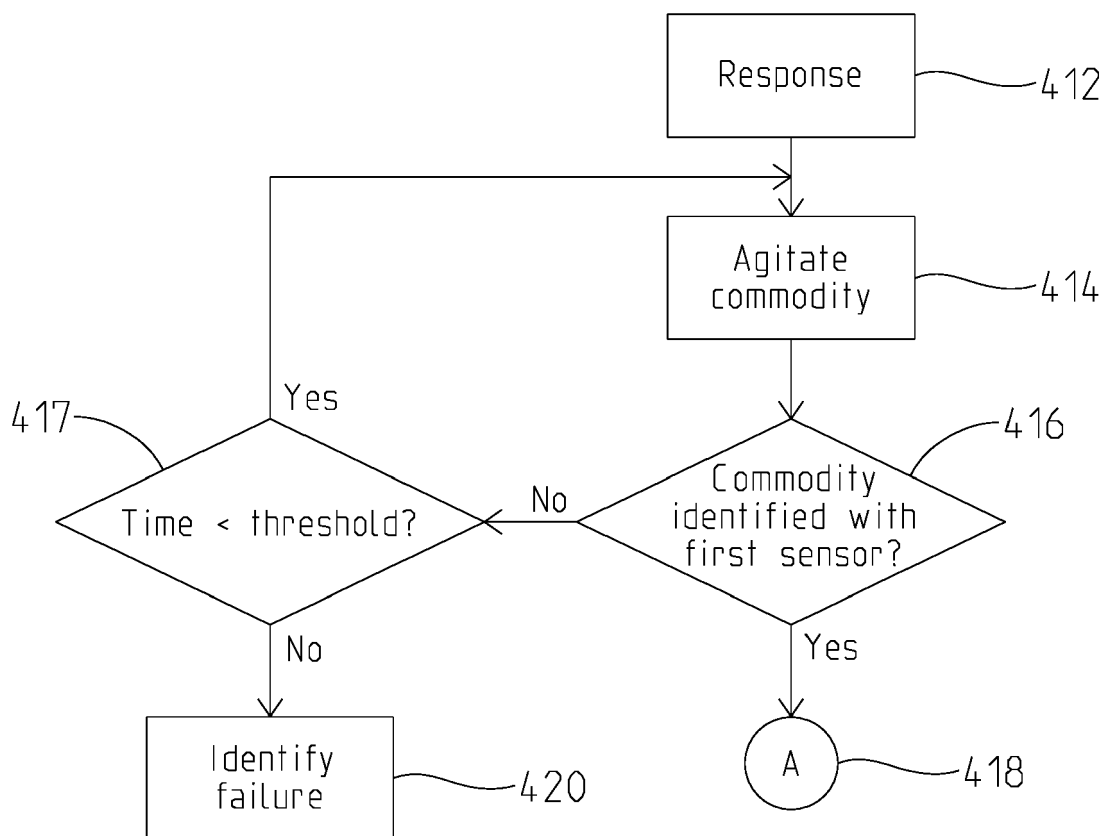 Response
412
Agitate
commodity
414
Yes
417
416
Commodity
identified with
first sensor?
No
Time < threshold?
No
Yes
Identify
failure
420
A
418